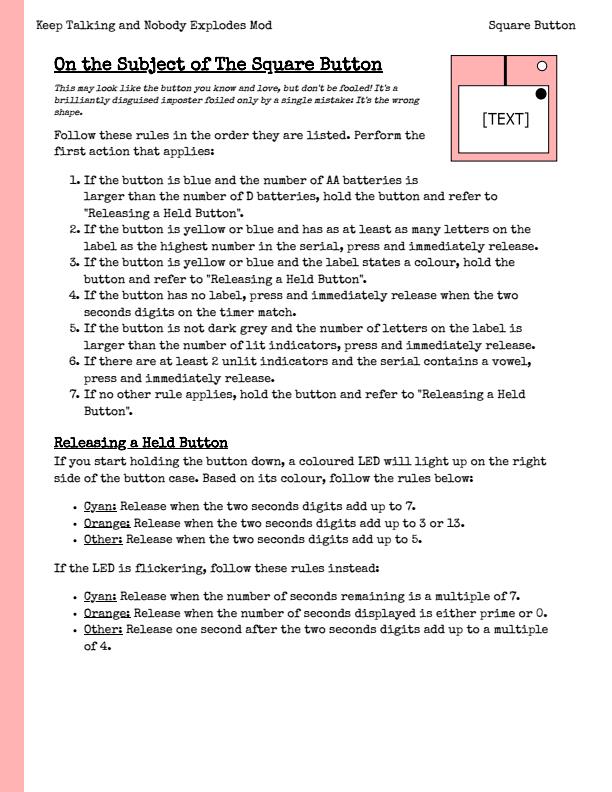 Keep Talking and Nobody Explodes Mod
Square Button
On the Subject of The Square Button
This may look like the button you know and love, but don't be fooled! It's a
brilliantly disguised imposter foiled only by a single mistake: It's the wrong
shape.
[TEXT]
Follow these rules in the order they are listed. Perform the
first action that applies:
1. If the button is blue and the number of AA batteries is
larger than the number of D batteries, hold the button and refer to
"Releasing a Held Button".
2. If the button is yellow or blue and has as at least as many letters on the
label as the highest number in the serial, press and immediately release.
3. If the button is yellow or blue and the label states a colour, hold the
button and refer to "Releasing a Held Button".
4. If the button has no label, press and immediately release when the two
seconds digits on the timer match.
5. If the button is not dark grey and the number of letters on the label is
larger than the number of lit indicators, press and immediately release.
6. If there are at least 2 unlit indicators and the serial contains a vowel,
press and immediately release.
7. If no other rule applies, hold the button and refer to "Releasing a Held
Button".
Releasing a Held Button
If you start holding the button down, a coloured LED will light up on the right
side of the button case. Based on its colour, follow the rules below:
• Cyan: Release when the two seconds digits add up to 7.
• Orange: Release when the two seconds digits add up to 3 or 13.
• Other: Release when the two seconds digits add up to 5.
If the LED is flickering, follow these rules instead:
• Cyan: Release when the number of seconds remaining is a multiple of 7.
• Orange: Release when the number of seconds displayed is either prime or 0.
• Other: Release one second after the two seconds digits add up to a multiple
of 4.